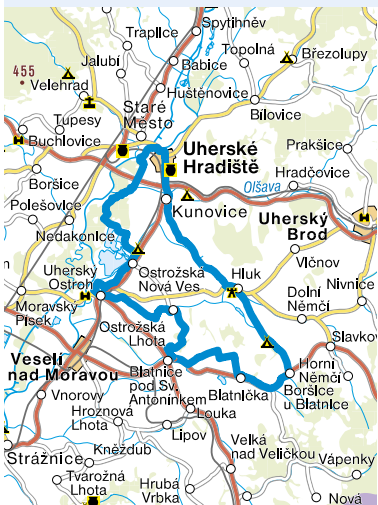 Spytihněv
Traplice
Topolná
Březolupy
Jalubí
Babice
455
Velehrad
Huštěnovice
Staré
Město
Bílovice
Tupesy
Buchlovice
Uherské
Hradiště
Prakšice
Hradčovice
Boršice
Olšava
Polešovice
Kunovice
Uherský
Brod
Nedakonice
Vlčnov
Ostrožská
Nová Ves
Uherský
Ostroh
Hluk
Nivnice
Dolní
Němčí
Moravský
Písek
Ostrožská
Lhota
Slavkov
Veselí
nad Moravou
Blatnice
pod Sv.
Antonínkem
Horní
Němčí
Blatnička
Boršice
u Blatnice
Vnorovy
Hroznová
Lhota
Louka
Lipov
Velká
nad Veličkou
Vápenky
Strážnice
Kněždub
Tvarožná
Lhota
Hrubá
Vrbka
Nová